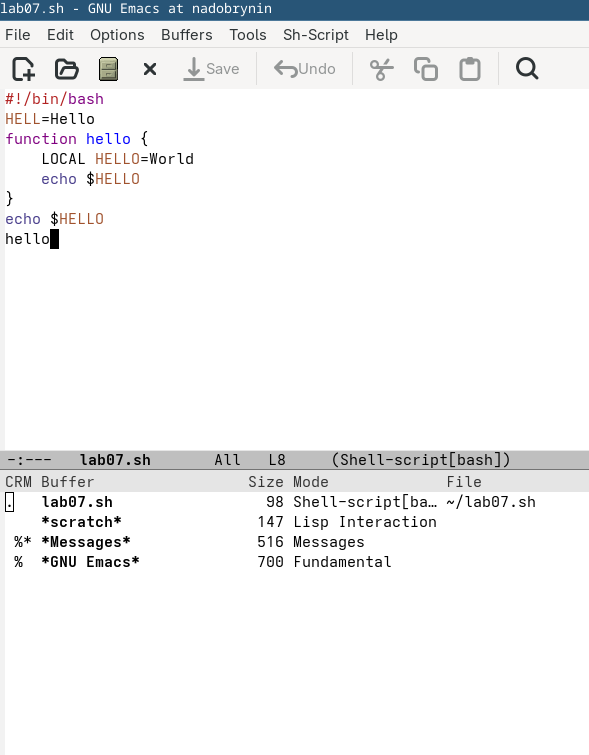 lab07.sh - GNU Emacs at nadobrynin
File Edit Options Buffers Tools Sh-Script Help
Save Undo
#!/bin/bash
HELL=Hello
function hello {
    LOCAL HELLO=World
    echo $HELLO
}
echo $HELLO
hello
-:--- lab07.sh All L8 (Shell-script[bash])
CRM Buffer Size Mode File
. lab07.sh 98 Shell-script[ba… ~/lab07.sh
*scratch* 147 Lisp Interaction
%* *Messages* 516 Messages
% *GNU Emacs* 700 Fundamental